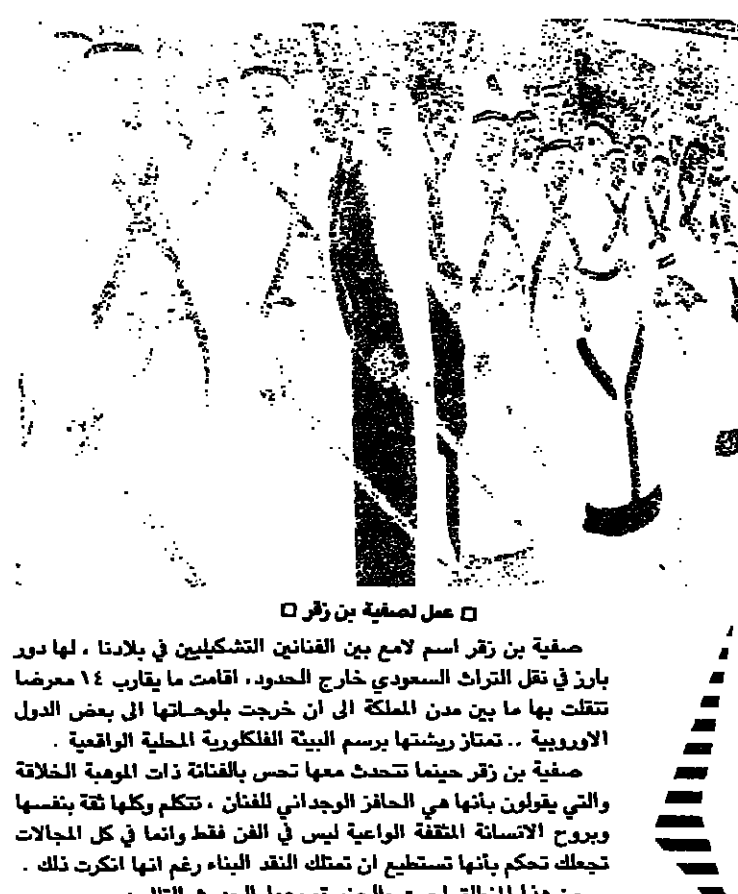 □ عمل لصفية بن زقر □
صفية بن زقر اسم لامع بين الفنانين التشكيليين في بلادنا ، لها دور
بارز في نقل التراث السعودي خارج الحدود، اقامت ما يقارب ١٤ معرضا
تنقلت بها ما بين مدن المملكة الى ان خرجت بلوحاتها الى بعض الدول
الاوروبية .. تمتاز ريشتها برسم البيئة الفلكلورية المحلية الواقعية .
صفية بن زقر حينما تتحدث معها تحس بالفنانة ذات الموهبة الخلاقة
والتي يقولون بأنها هي الحافز الوجداني للفنان ، تتكلم وكلها ثقة بنفسها
وبروح الانسانة المثقفة الواعية ليس في الفن فقط وانما في كل المجالات
تجعلك تحكم بأنها تستطيع ان تمتلك النقد البناء رغم انها انكرت ذلك .